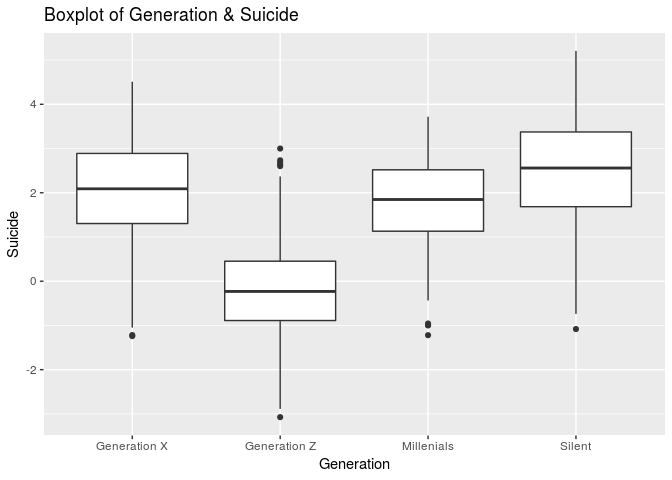 Boxplot of Generation & Suicide
Suicide
4
2
0
-2
Generation X
Generation Z
Millenials
Silent
Generation